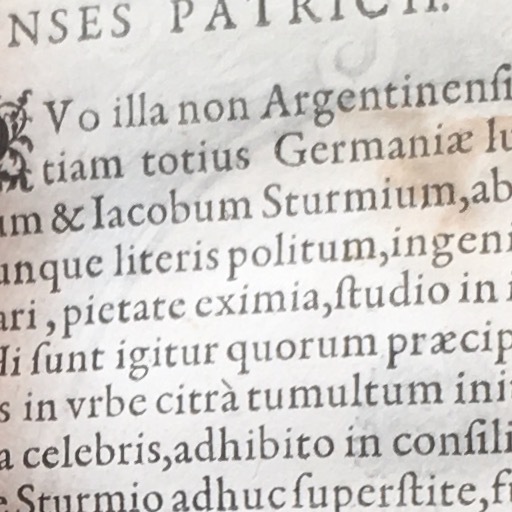 NSES PATRICII.
Vo illa non Argentinensi
tiam totius Germaniæ lu
um & Iacobum Sturmium, ab
unque literis politum, ingeni
ari, pietate eximia, ſtudio in
Hi ſunt igitur quorum præcip
s in vrbe citrà tumultum ini
a celebris, adhibito in conſili
e Sturmio adhuc ſuperſtite, fu